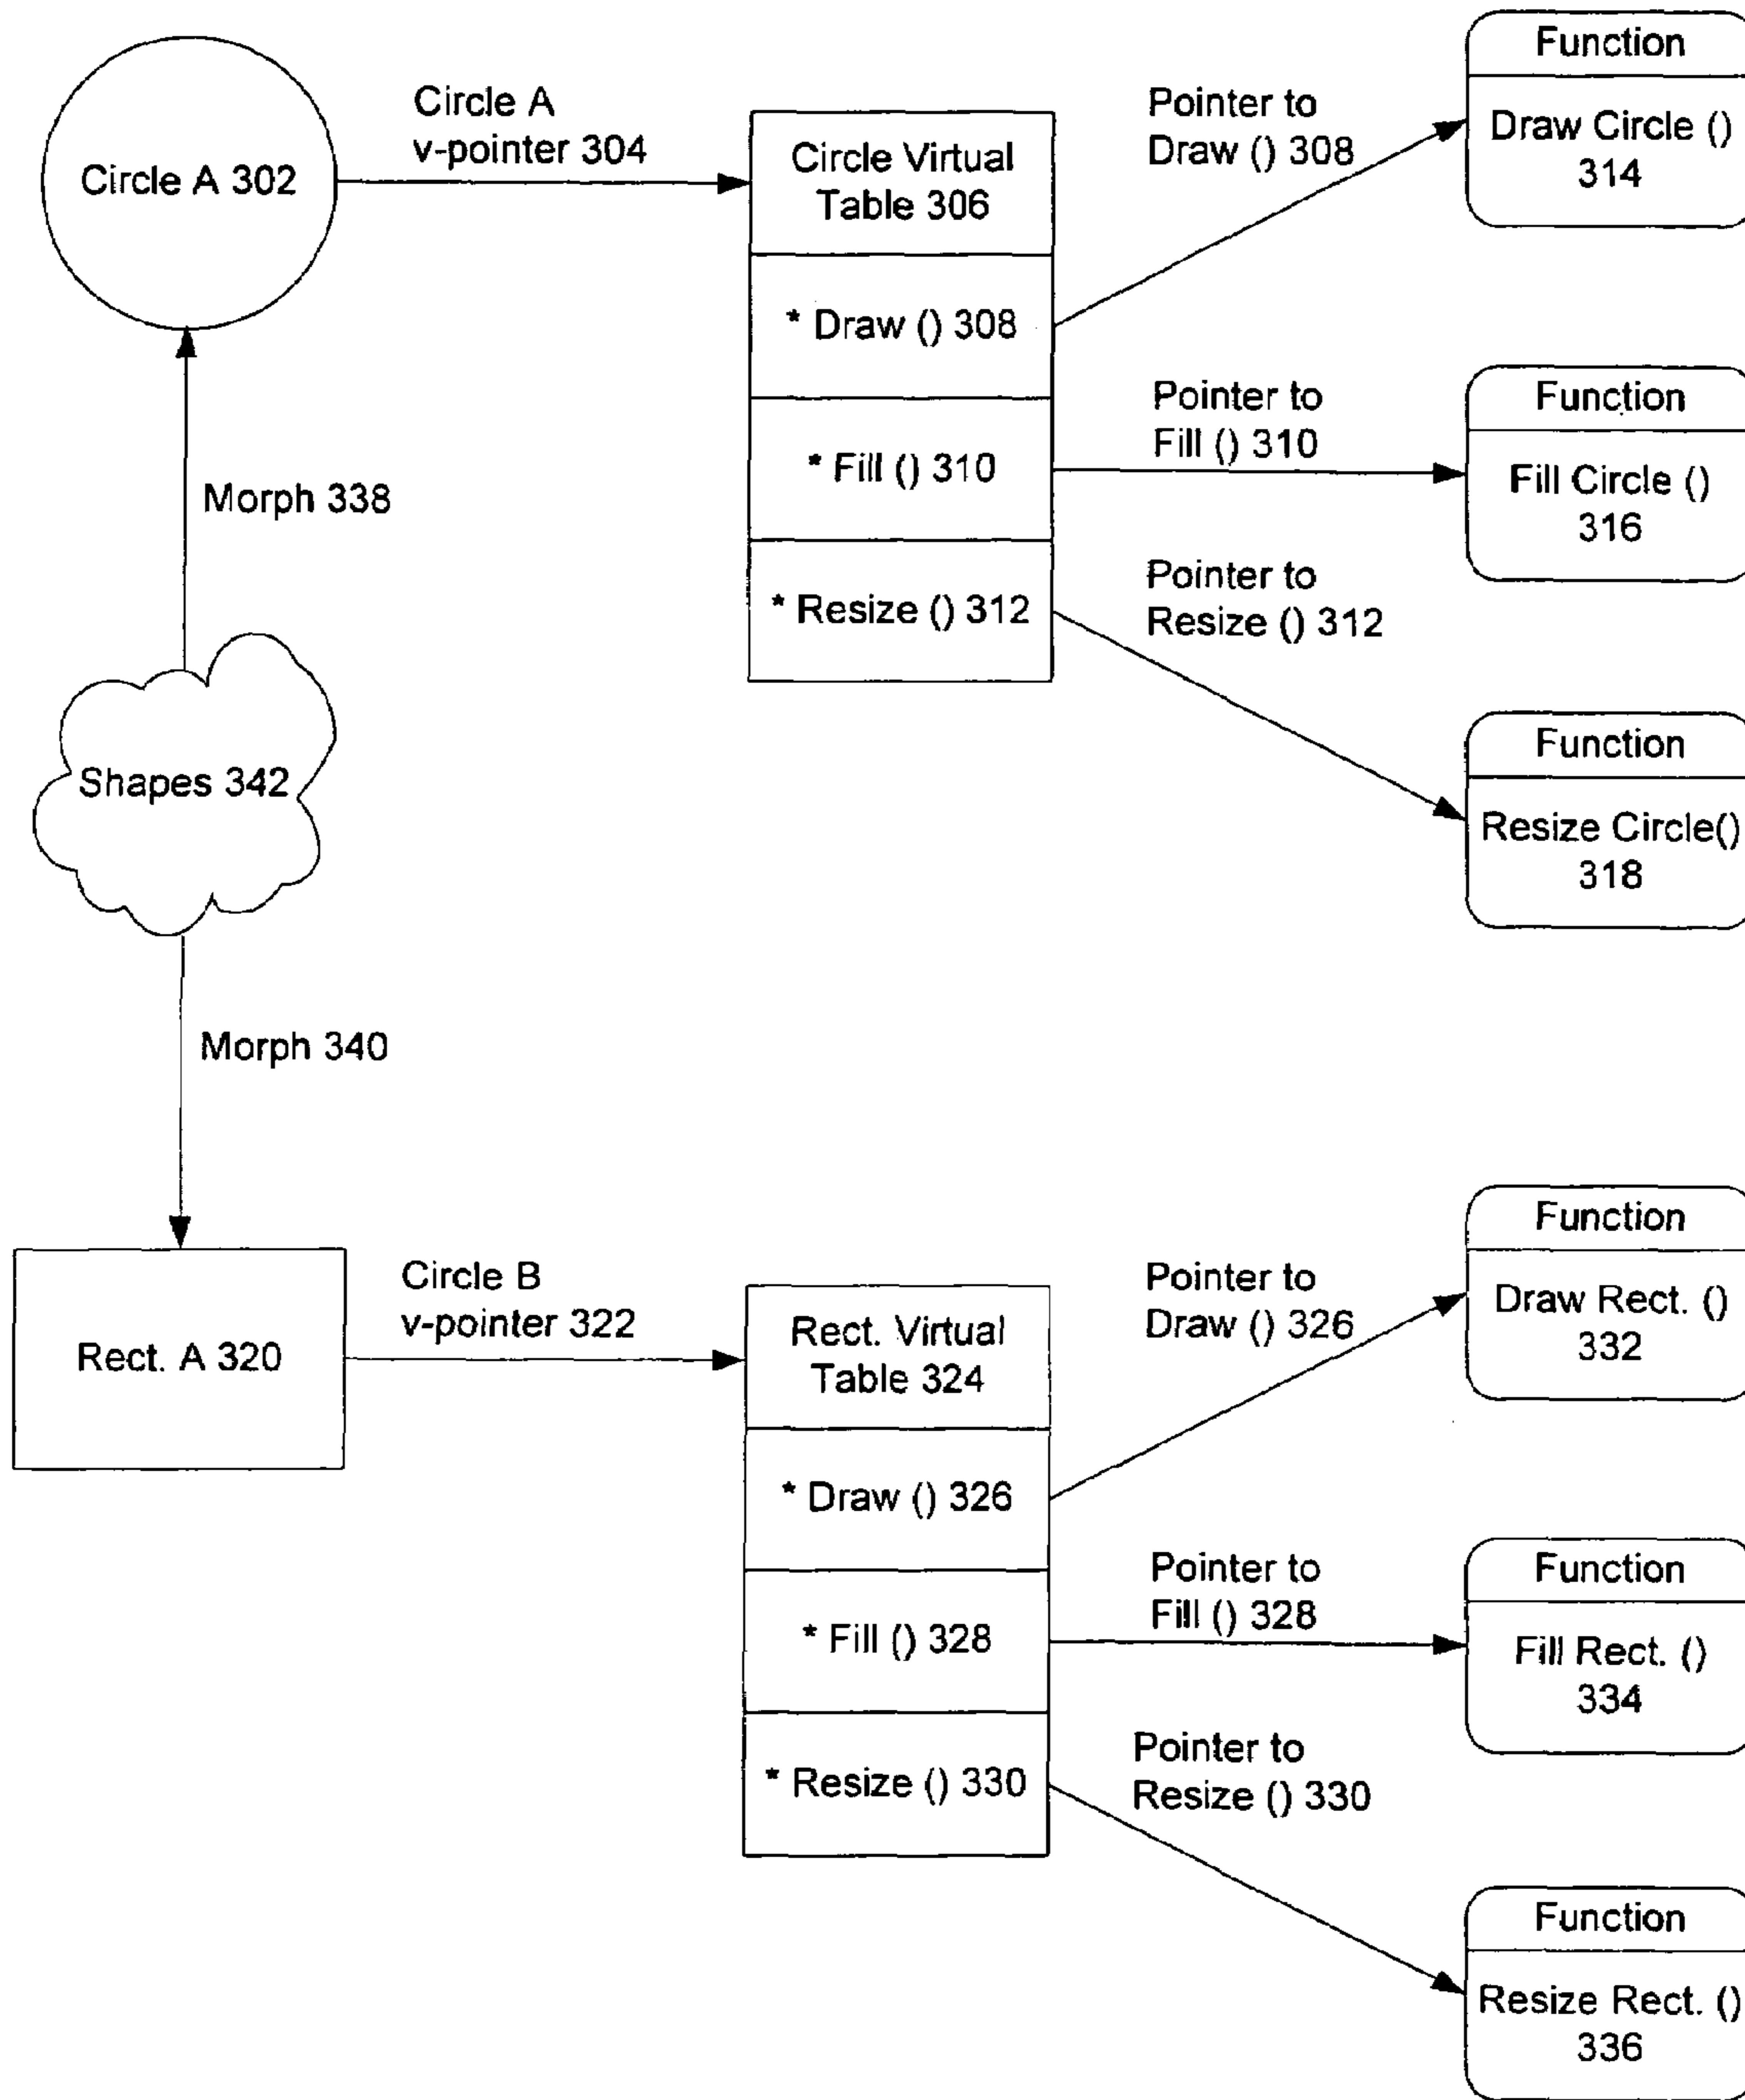 Circle A 302
Circle A
v-pointer 304
Circle Virtual
Table 306
* Draw () 308
* Fill () 310
* Resize () 312
Pointer to
Draw () 308
Function
Draw Circle ()
314
Pointer to
Fill () 310
Function
Fill Circle ()
316
Pointer to
Resize () 312
Function
Resize Circle()
318
Morph 338
Shapes 342
Morph 340
Rect. A 320
Circle B
v-pointer 322
Rect. Virtual
Table 324
* Draw () 326
* Fill () 328
* Resize () 330
Pointer to
Draw () 326
Function
Draw Rect. ()
332
Pointer to
Fill () 328
Function
Fill Rect. ()
334
Pointer to
Resize () 330
Function
Resize Rect. ()
336